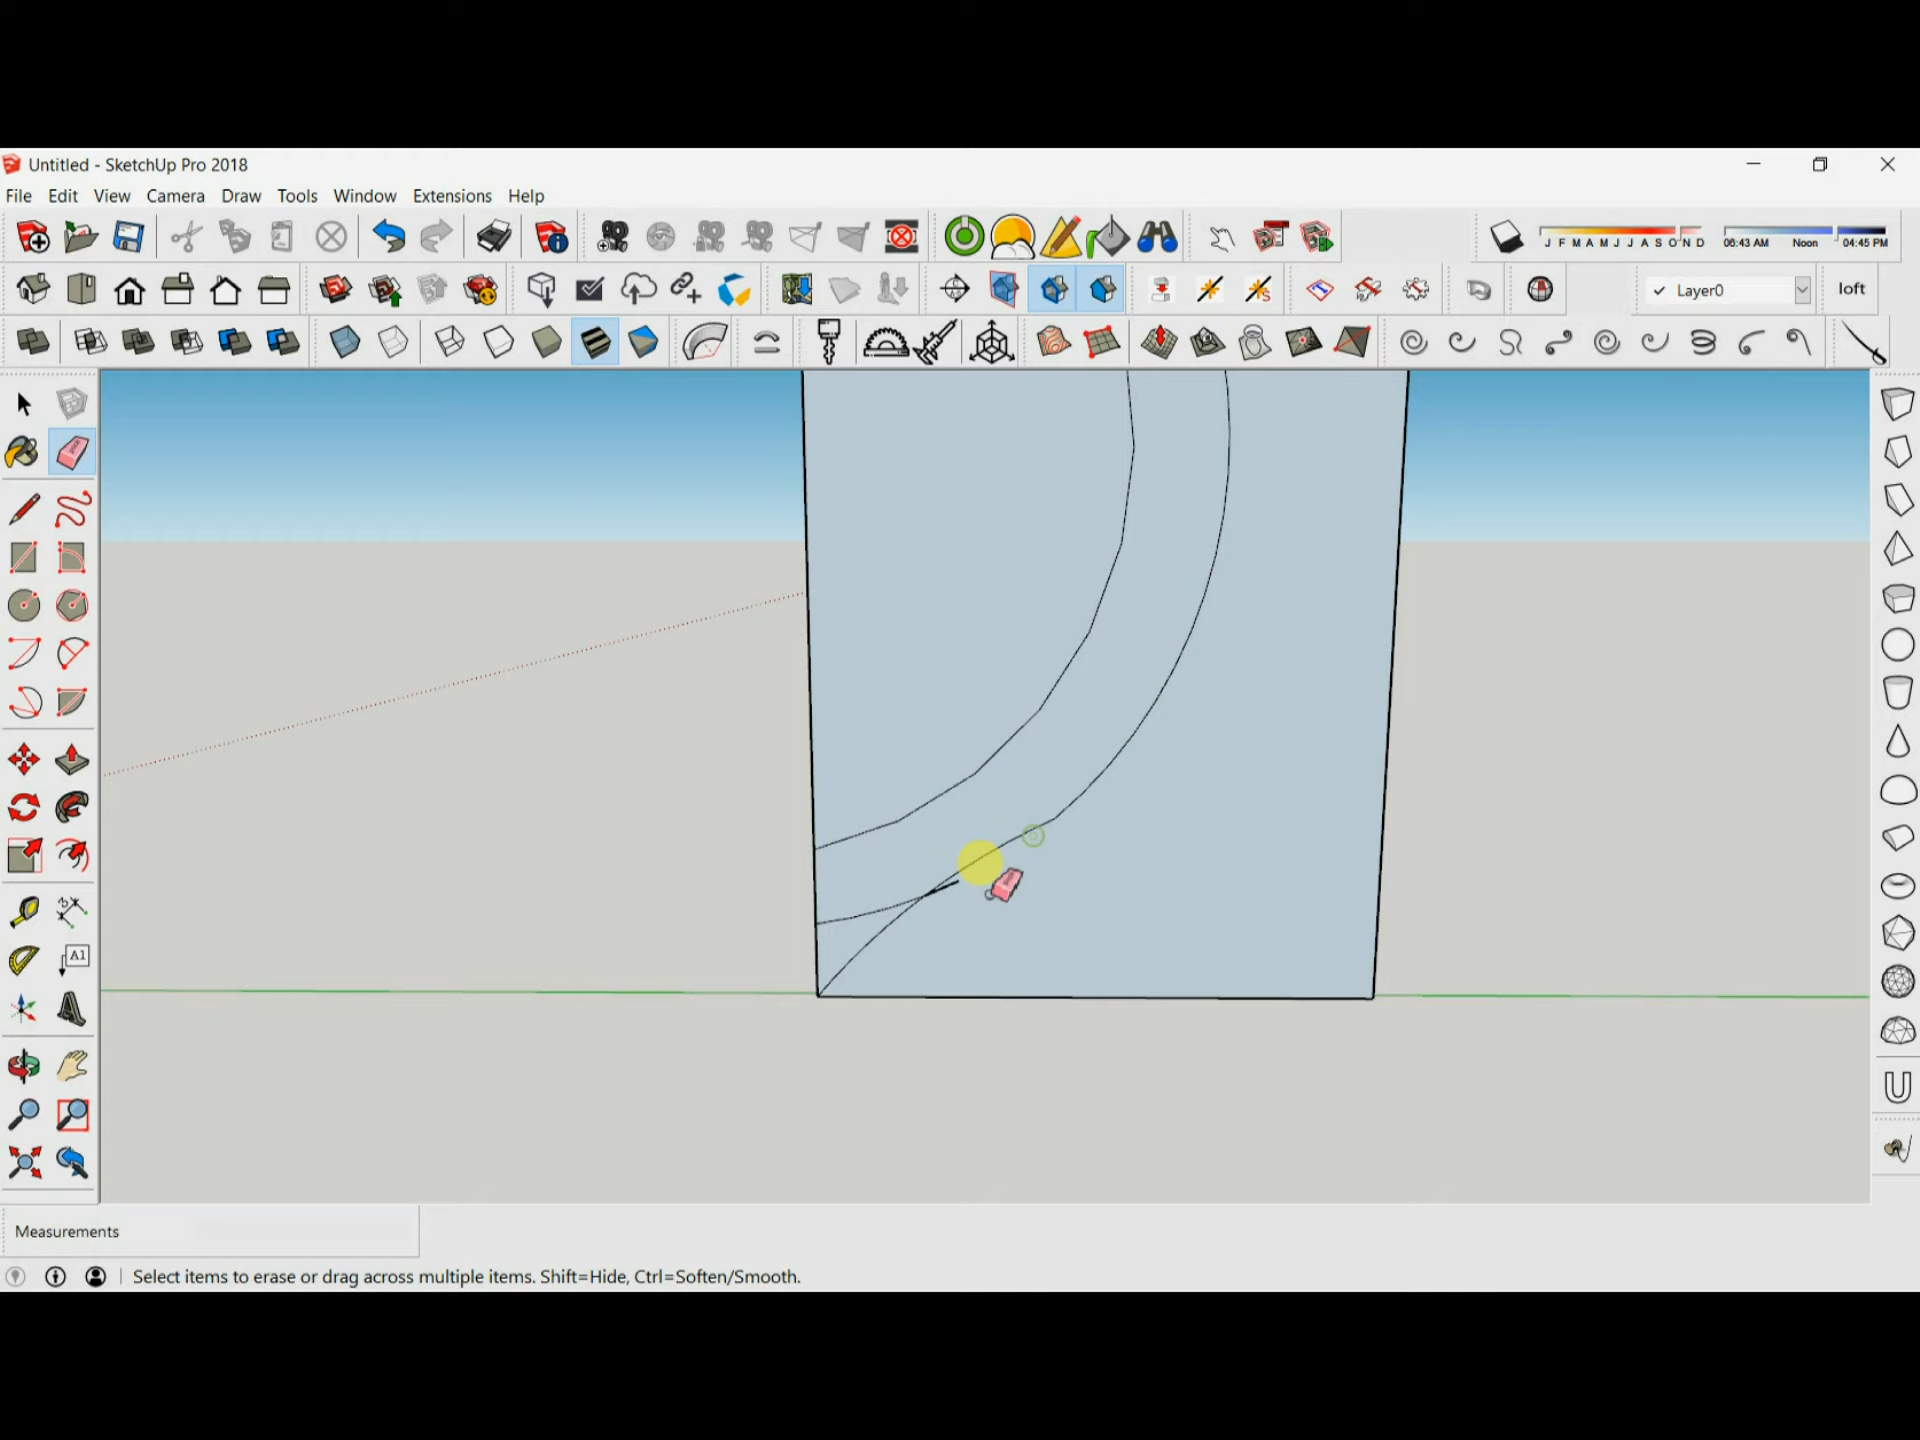 Untitled - SketchUp Pro 2018
File Edit View Camera Draw Tools Window Extensions Help
J F M A M J J A S O N D 06:43 AM Noon 04:45 PM
Layer0 loft
A1
Measurements
Select items to erase or drag across multiple items. Shift=Hide, Ctrl=Soften/Smooth.